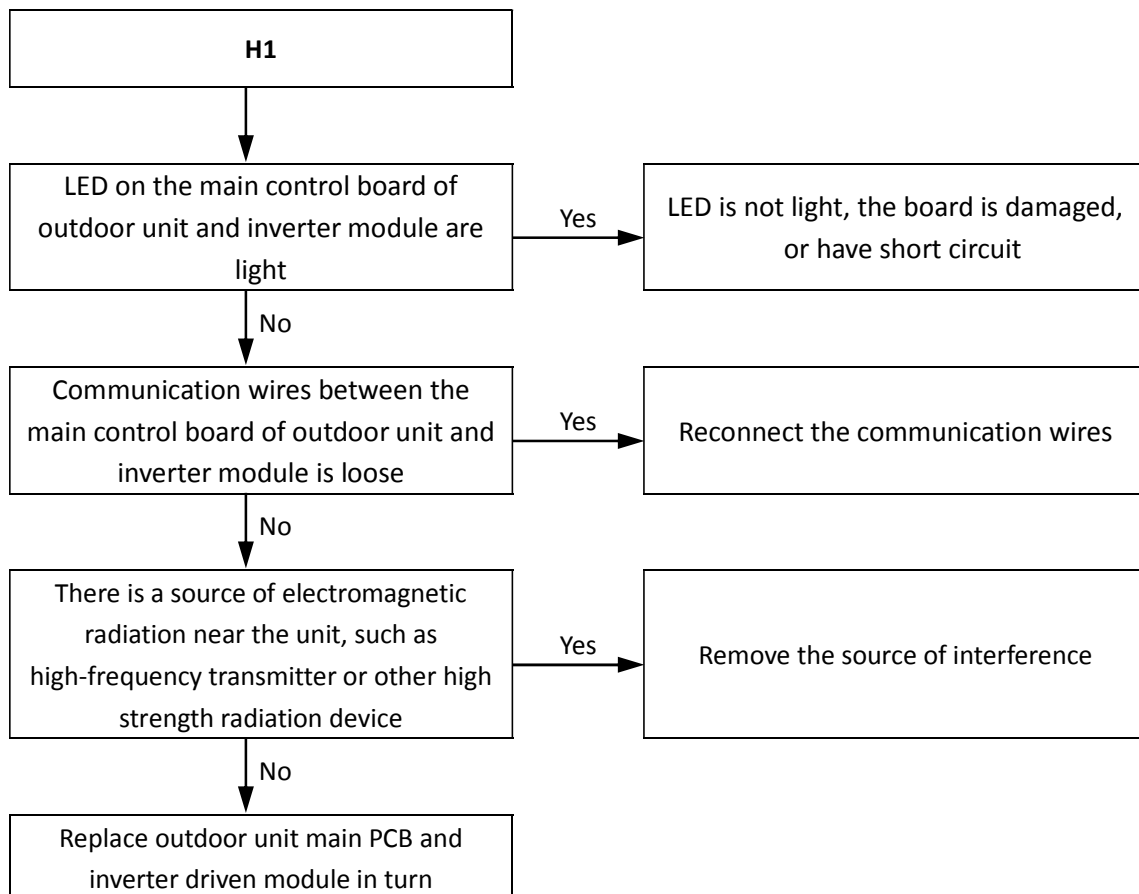 H1
LED on the main control board of
outdoor unit and inverter module are
light
Yes
LED is not light, the board is damaged,
or have short circuit
No
Communication wires between the
main control board of outdoor unit and
inverter module is loose
Yes
Reconnect the communication wires
No
There is a source of electromagnetic
radiation near the unit, such as
high-frequency transmitter or other high
strength radiation device
Yes
Remove the source of interference
No
Replace outdoor unit main PCB and
inverter driven module in turn